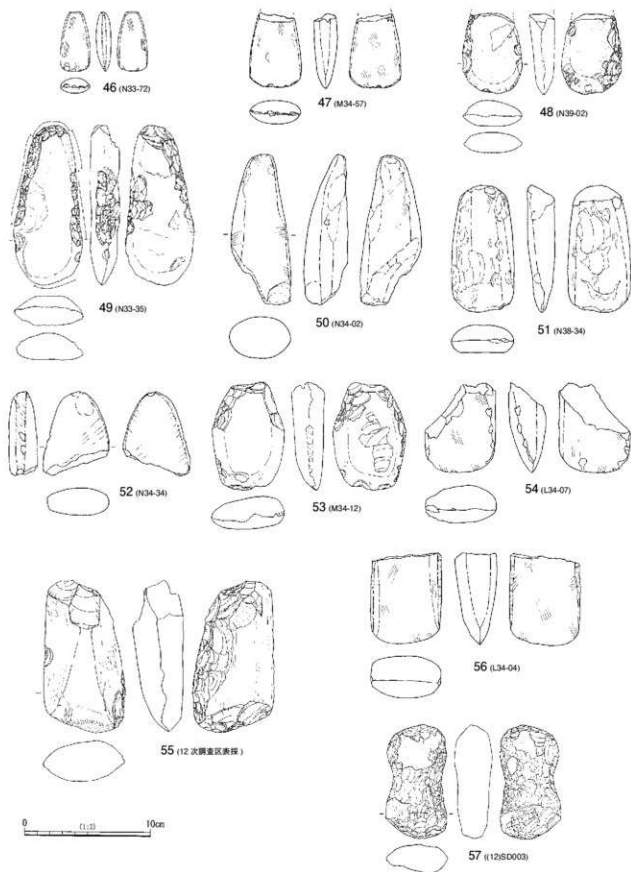 46 (N33-72)
47 (M34-57)
48 (N39-02)
49 (N33-35)
50 (N34-02)
51 (N38-34)
52 (N34-34)
53 (M34-12)
54 (L34-07)
55 (12次調査区表採)
56 (L34-04)
57 ((12)SD003)
0 (1:3) 10cm